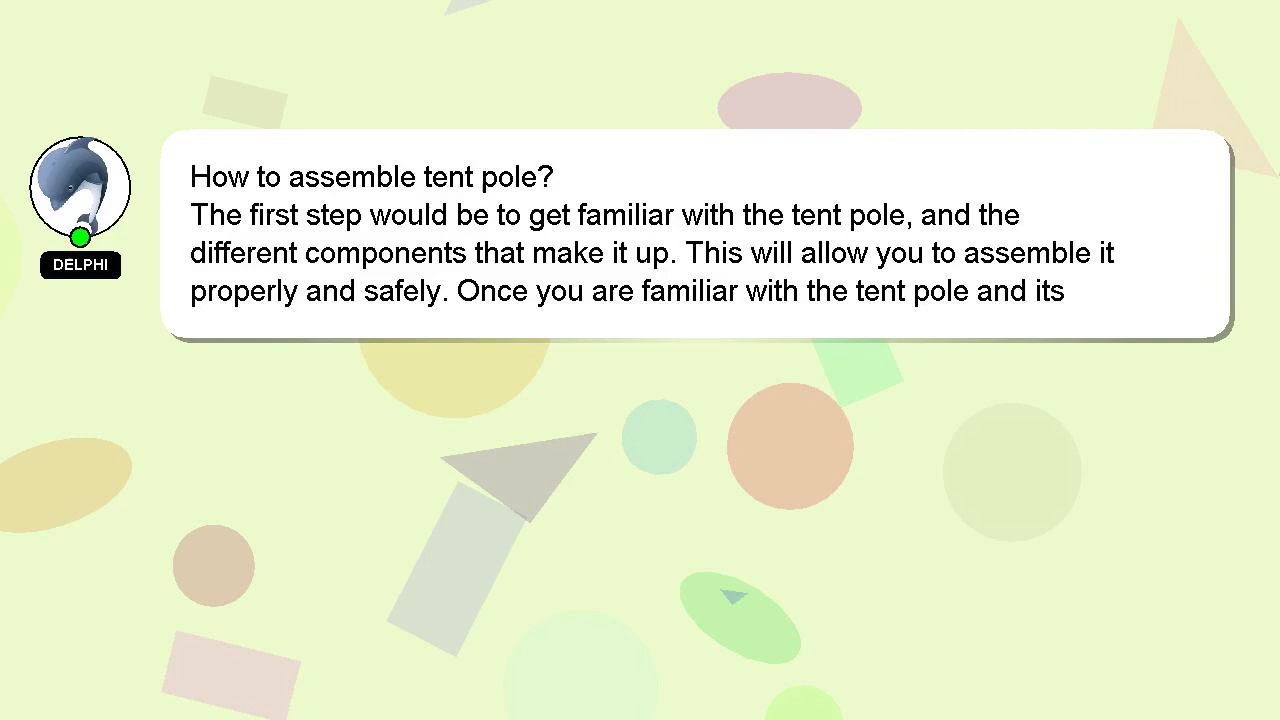 How to assemble tent pole?
The first step would be to get familiar with the tent pole, and the
different components that make it up. This will allow you to assemble it
properly and safely. Once you are familiar with the tent pole and its
DELPHI